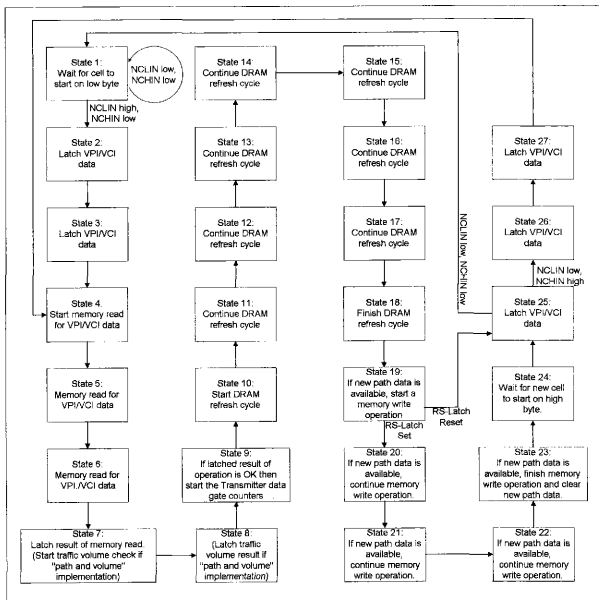 State 1:
Wait for cell to
start on low byte
NCLIN low,
NCHIN low
NCLIN high,
NCHIN low
State 2:
Latch VPI/VCI
data
State 3:
Latch VPI/VCI
data
State 4:
Start memory read
for VPI/VCI data
State 5:
Memory read for
VPI/VCI data
State 6:
Memory read for
VPI./VCI data
State 7:
Latch result of memory read.
(Start traffic volume check if
"path and volume"
implementation)
State 8:
(Latch traffic
volume result if
"path and volume"
implementation)
State 9:
If latched result of
operation is OK then
start the Transmitter data
gate counters
State 10:
Start DRAM
refresh cycle
State 11:
Continue DRAM
refresh cycle
State 12:
Continue DRAM
refresh cycle
State 13:
Continue DRAM
refresh cycle
State 14:
Continue DRAM
refresh cycle
State 15:
Continue DRAM
refresh cycle
State 16:
Continue DRAM
refresh cycle
State 17:
Continue DRAM
refresh cycle
State 18:
Finish DRAM
refresh cycle
State 19:
If new path data is
available, start a
memory write
operation
RS-Latch
Set
RS-Latch
Reset
State 20:
If new path data is
available,
continue memory
write operation.
State 21:
If new path data is
available,
continue memory
write operation.
State 22:
If new path data is
available,
continue memory
write operation.
State 23:
If new path data is
available, finish memory
write operation and clear
new path data.
State 24:
Wait for new cell
to start on high
byte.
State 25:
Latch VPI/VCI
data
NCLIN low, NCHIN low
NCLIN low,
NCHIN high
State 26:
Latch VPI/VCI
data
State 27:
Latch VPI/VCI
data